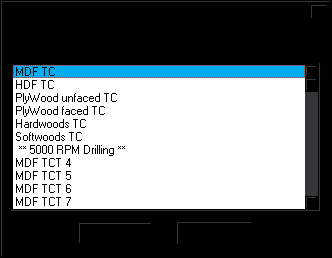 MDF TC
HDF TC
PlyWood unfaced TC
PlyWood faced TC
Hardwoods TC
Softwoods TC
** 5000 RPM Drilling **
MDF TCT 4
MDF TCT 5
MDF TCT 6
MDF TCT 7